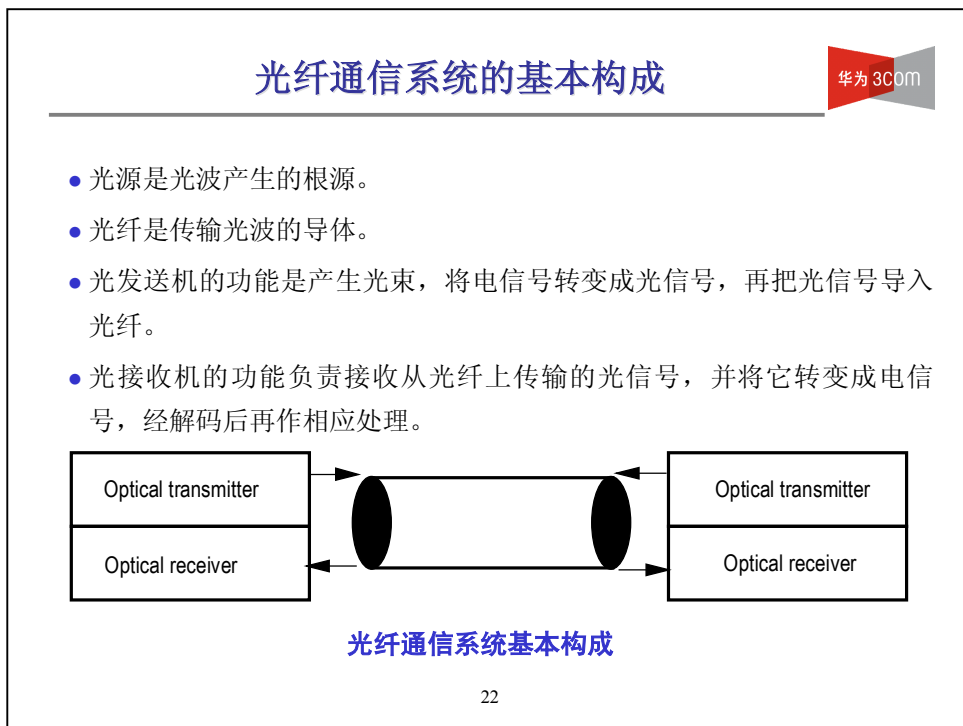 光纤通信系统的基本构成
华为 3com
● 光源是光波产生的根源。
● 光纤是传输光波的导体。
● 光发送机的功能是产生光束，将电信号转变成光信号，再把光信号导入
光纤。
● 光接收机的功能负责接收从光纤上传输的光信号，并将它转变成电信
号，经解码后再作相应处理。
Optical transmitter
Optical transmitter
Optical receiver
Optical receiver
光纤通信系统基本构成
22